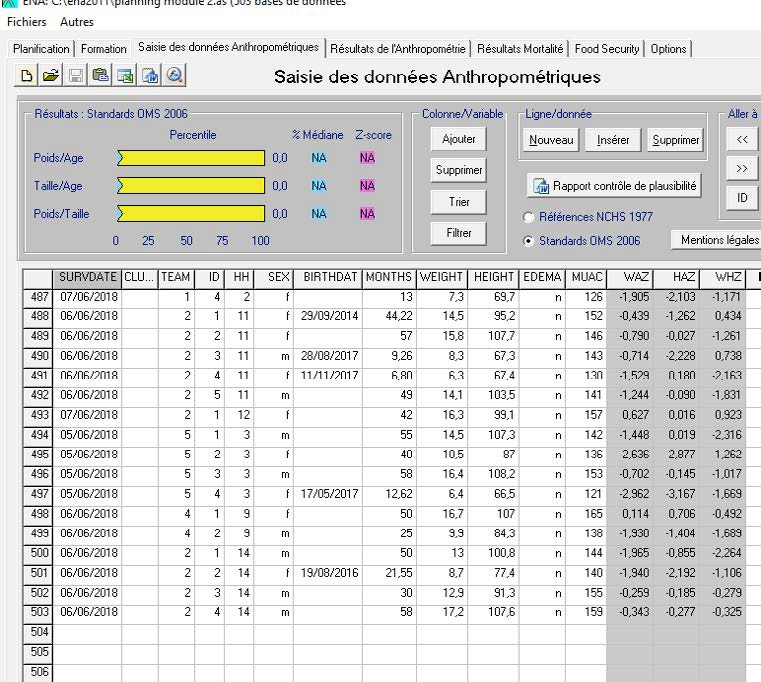 ENA: C:\ena2011\planning module 2.as (503 bases de données
Fichiers Autres
Planification Formation Saisie des données Anthropométriques Résultats de l'Anthropométrie Résultats Mortalité Food Security Options
Saisie des données Anthropométriques
Résultats : Standards OMS 2006 Colonne/Variable Ligne/donnée Aller à
Percentile % Médiane Z-score Ajouter Nouveau Insérer Supprimer <<
Poids/Age 0,0 NA NA Supprimer >>
Taille/Age 0,0 NA NA Trier Rapport contrôle de plausibilité ID
Poids/Taille 0,0 NA NA Références NCHS 1977
0 25 50 75 100 Filtrer Standards OMS 2006 Mentions légales
SURVDATE CLU... TEAM ID HH SEX BIRTHDAT MONTHS WEIGHT HEIGHT EDEMA MUAC WAZ HAZ WHZ
487 07/06/2018 1 4 2 f 13 7,3 69,7 n 126 -1,905 -2,103 -1,171
488 06/06/2018 2 1 11 f 29/09/2014 44,22 14,5 95,2 n 152 -0,439 -1,262 0,434
489 06/06/2018 2 2 11 f 57 15,8 107,7 n 146 -0,790 -0,027 -1,261
490 06/06/2018 2 3 11 m 28/08/2017 9,26 8,3 67,3 n 143 -0,714 -2,228 0,738
491 06/06/2018 2 4 11 f 11/11/2017 6,80 6,3 67,4 n 130 -1,529 0,180 -2,163
492 06/06/2018 2 5 11 m 49 14,1 103,5 n 141 -1,244 -0,090 -1,831
493 07/06/2018 2 1 12 f 42 16,3 99,1 n 157 0,627 0,016 0,923
494 05/06/2018 5 1 3 m 55 14,5 107,3 n 142 -1,448 0,019 -2,316
495 05/06/2018 5 2 3 f 40 10,5 87 n 136 -2,636 -2,877 -1,262
496 05/06/2018 5 3 3 m 58 16,4 108,2 n 153 -0,702 -0,145 -1,017
497 05/06/2018 5 4 3 f 17/05/2017 12,62 6,4 66,5 n 121 -2,962 -3,167 -1,669
498 06/06/2018 4 1 9 f 50 16,7 107 n 165 0,114 0,706 -0,492
499 06/06/2018 4 2 9 m 25 9,9 84,3 n 138 -1,930 -1,404 -1,689
500 06/06/2018 2 1 14 m 50 13 100,8 n 144 -1,965 -0,855 -2,264
501 06/06/2018 2 2 14 f 19/08/2016 21,55 8,7 77,4 n 140 -1,940 -2,192 -1,106
502 06/06/2018 2 3 14 m 30 12,9 91,3 n 155 -0,259 -0,185 -0,279
503 06/06/2018 2 4 14 m 58 17,2 107,6 n 159 -0,343 -0,277 -0,325
504
505
506